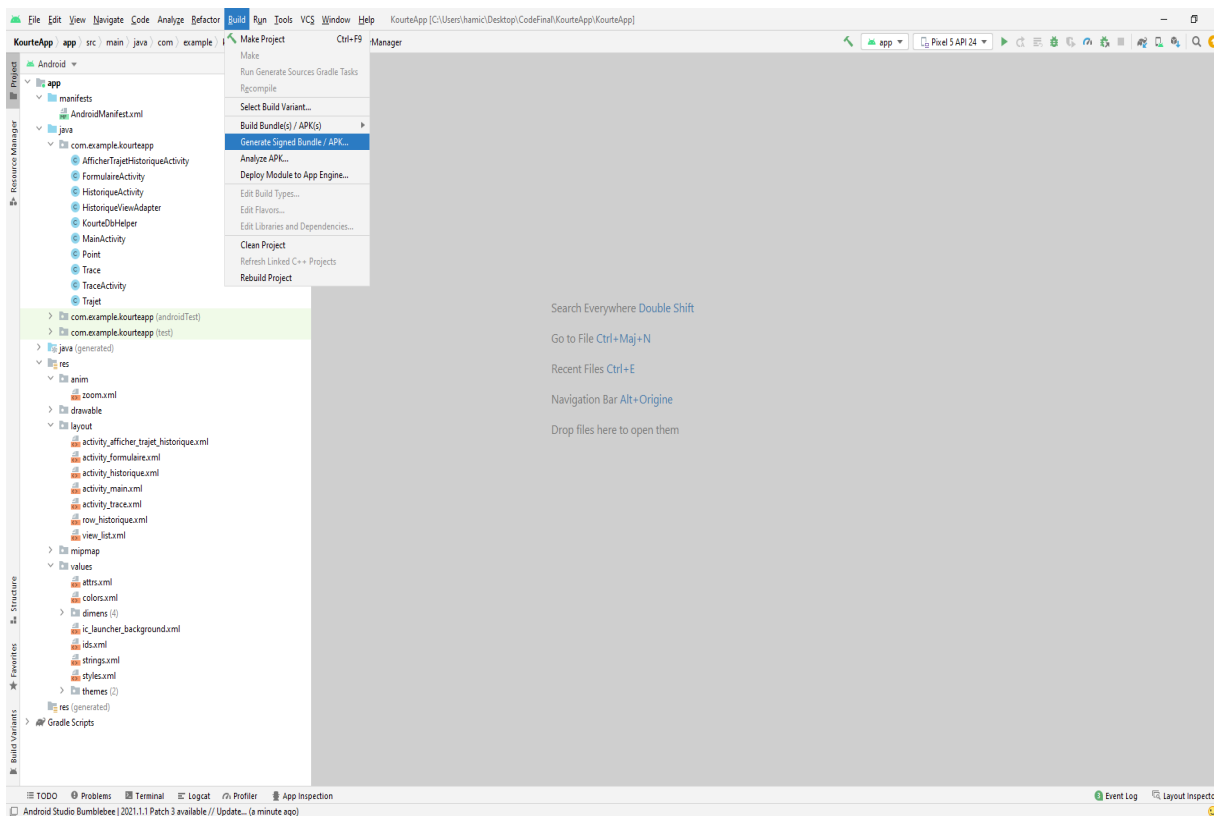 File Edit View Navigate Code Analyze Refactor Build Run Tools VCS Window Help KourteApp [C:\Users\hamic\Desktop\CodeFinal\KourteApp\KourteApp]
KourteApp app src main java com example Manager app Pixel 5 API 24
Make Project Ctrl+F9
Make
Run Generate Sources Gradle Tasks
Recompile
Select Build Variant...
Build Bundle(s) / APK(s)
Generate Signed Bundle / APK...
Analyze APK...
Deploy Module to App Engine...
Edit Build Types...
Edit Flavors...
Edit Libraries and Dependencies...
Clean Project
Refresh Linked C++ Projects
Rebuild Project
Project
Resource Manager
Structure
Favorites
Build Variants
Android
app
manifests
AndroidManifest.xml
java
com.example.kourteapp
AfficherTrajetHistoriqueActivity
FormulaireActivity
HistoriqueActivity
HistoriqueViewAdapter
KourteDbHelper
MainActivity
Point
Trace
TraceActivity
Trajet
com.example.kourteapp (androidTest)
com.example.kourteapp (test)
java (generated)
res
anim
zoom.xml
drawable
layout
activity_afficher_trajet_historique.xml
activity_formulaire.xml
activity_historique.xml
activity_main.xml
activity_trace.xml
row_historique.xml
view_list.xml
mipmap
values
attrs.xml
colors.xml
dimens (4)
ic_launcher_background.xml
ids.xml
strings.xml
styles.xml
themes (2)
res (generated)
Gradle Scripts
Search Everywhere Double Shift
Go to File Ctrl+Maj+N
Recent Files Ctrl+E
Navigation Bar Alt+Origine
Drop files here to open them
TODO Problems Terminal Logcat Profiler App Inspection Event Log Layout Inspecto
Android Studio Bumblebee | 2021.1.1 Patch 3 available // Update... (a minute ago)